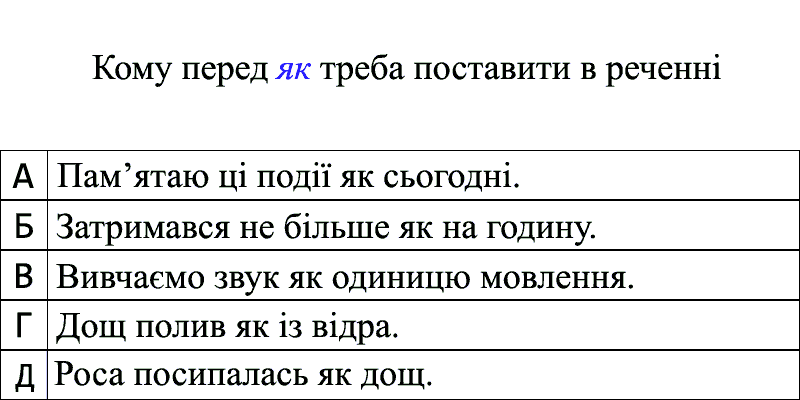 Кому перед як треба поставити в реченні
А Пам’ятаю ці події як сьогодні.
Б Затримався не більше як на годину.
В Вивчаємо звук як одиницю мовлення.
Г Дощ полив як із відра.
Д Роса посипалась як дощ.